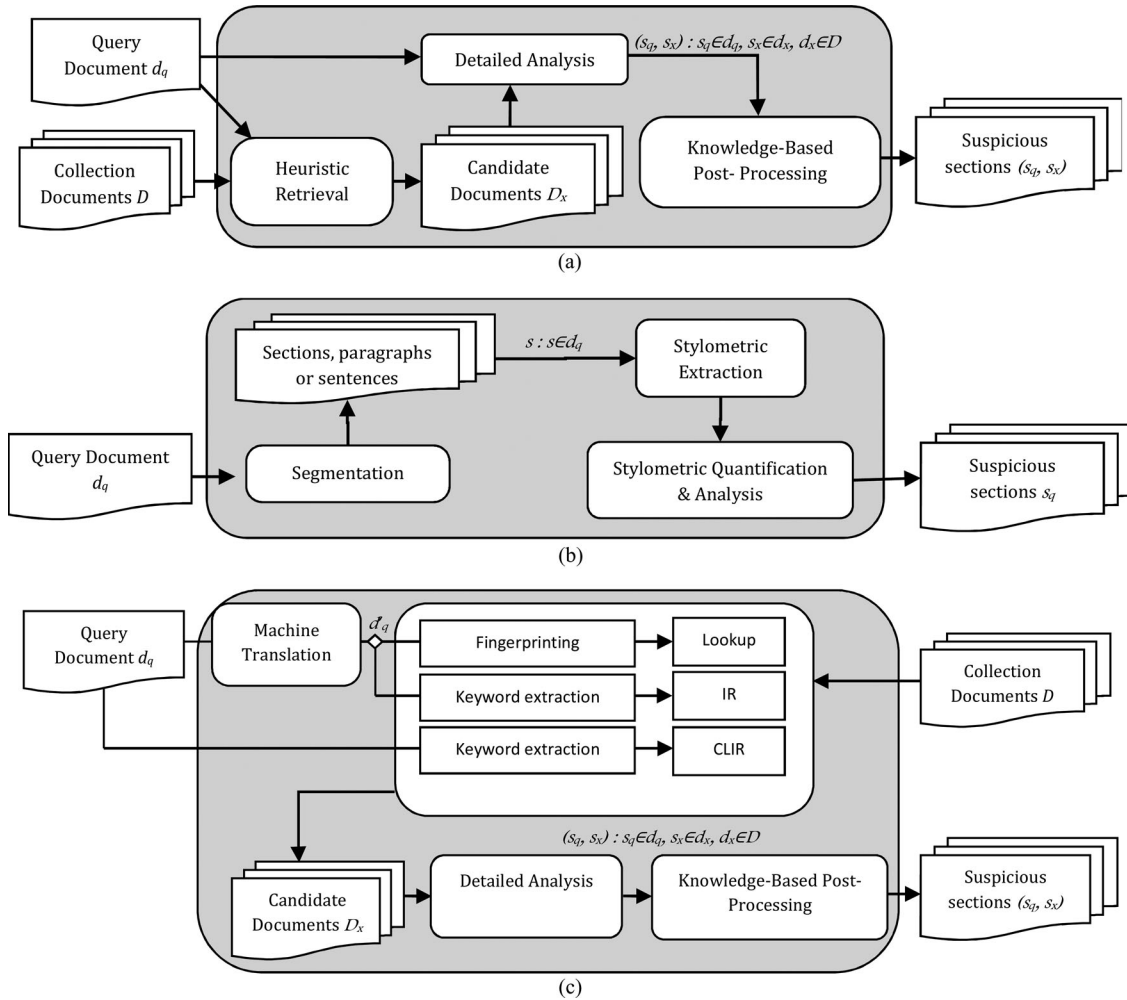 Query
Document dq
Detailed Analysis
(sq, sx) : sq∈dq, sx∈dx, dx∈D
Collection
Documents D
Heuristic
Retrieval
Candidate
Documents Dx
Knowledge-Based
Post- Processing
Suspicious
sections (sq, sx)
(a)
Sections, paragraphs
or sentences
s : s∈dq
Stylometric
Extraction
Query Document
dq
Segmentation
Stylometric Quantification
& Analysis
Suspicious
sections sq
(b)
Query
Document dq
Machine
Translation
d'q
Fingerprinting
Lookup
Keyword extraction
IR
Keyword extraction
CLIR
Collection
Documents D
(sq, sx) : sq∈dq, sx∈dx, dx∈D
Candidate
Documents Dx
Detailed Analysis
Knowledge-Based Post-
Processing
Suspicious
sections (sq, sx)
(c)